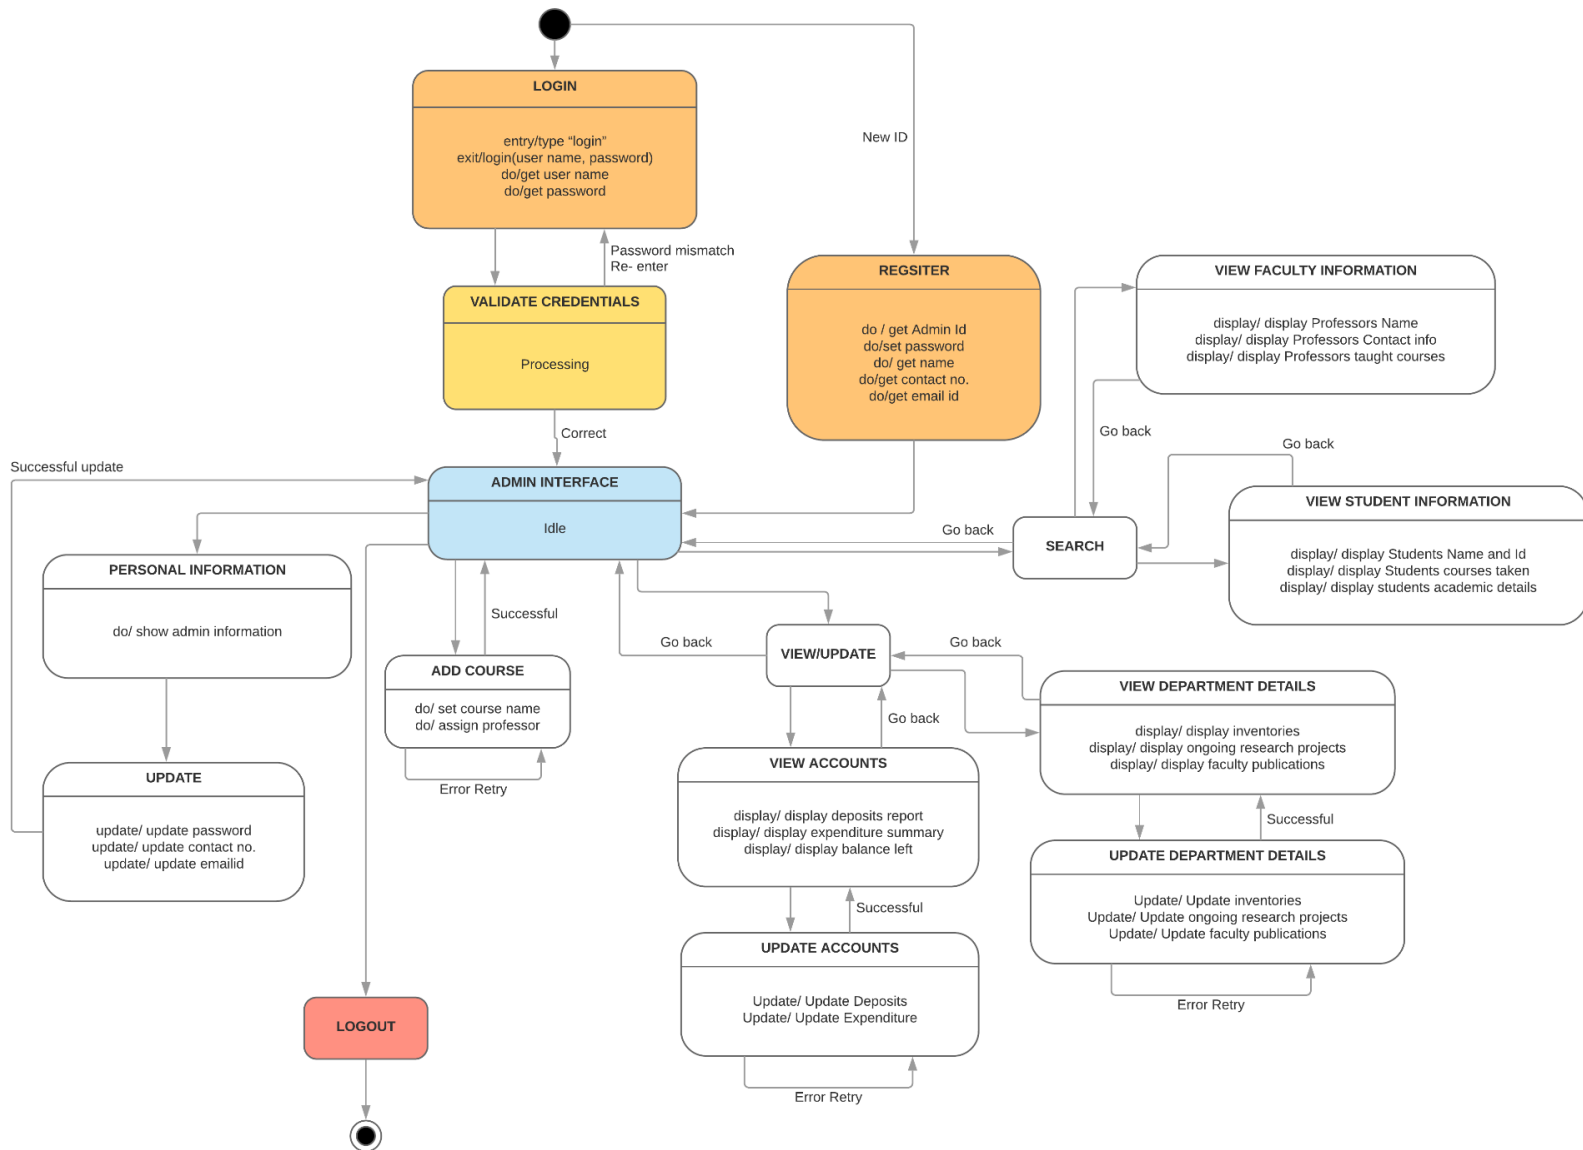 LOGIN
entry/type “login”
exit/login(user name, password)
do/get user name
do/get password
New ID
Password mismatch
Re- enter
VALIDATE CREDENTIALS
Processing
Correct
REGSITER
do / get Admin Id
do/set password
do/ get name
do/get contact no.
do/get email id
VIEW FACULTY INFORMATION
display/ display Professors Name
display/ display Professors Contact info
display/ display Professors taught courses
Go back
Go back
VIEW STUDENT INFORMATION
display/ display Students Name and Id
display/ display Students courses taken
display/ display students academic details
Successful update
ADMIN INTERFACE
Idle
Go back
SEARCH
PERSONAL INFORMATION
do/ show admin information
Successful
Go back
VIEW/UPDATE
Go back
ADD COURSE
do/ set course name
do/ assign professor
Error Retry
Go back
VIEW DEPARTMENT DETAILS
display/ display inventories
display/ display ongoing research projects
display/ display faculty publications
UPDATE
update/ update password
update/ update contact no.
update/ update emailid
VIEW ACCOUNTS
display/ display deposits report
display/ display expenditure summary
display/ display balance left
Successful
UPDATE DEPARTMENT DETAILS
Update/ Update inventories
Update/ Update ongoing research projects
Update/ Update faculty publications
Error Retry
Successful
UPDATE ACCOUNTS
Update/ Update Deposits
Update/ Update Expenditure
Error Retry
LOGOUT